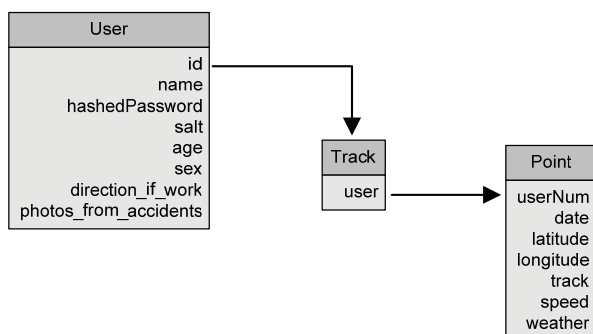 User
id
name
hashedPassword
salt
age
sex
direction_if_work
photos_from_accidents
Track
user
Point
userNum
date
latitude
longitude
track
speed
weather